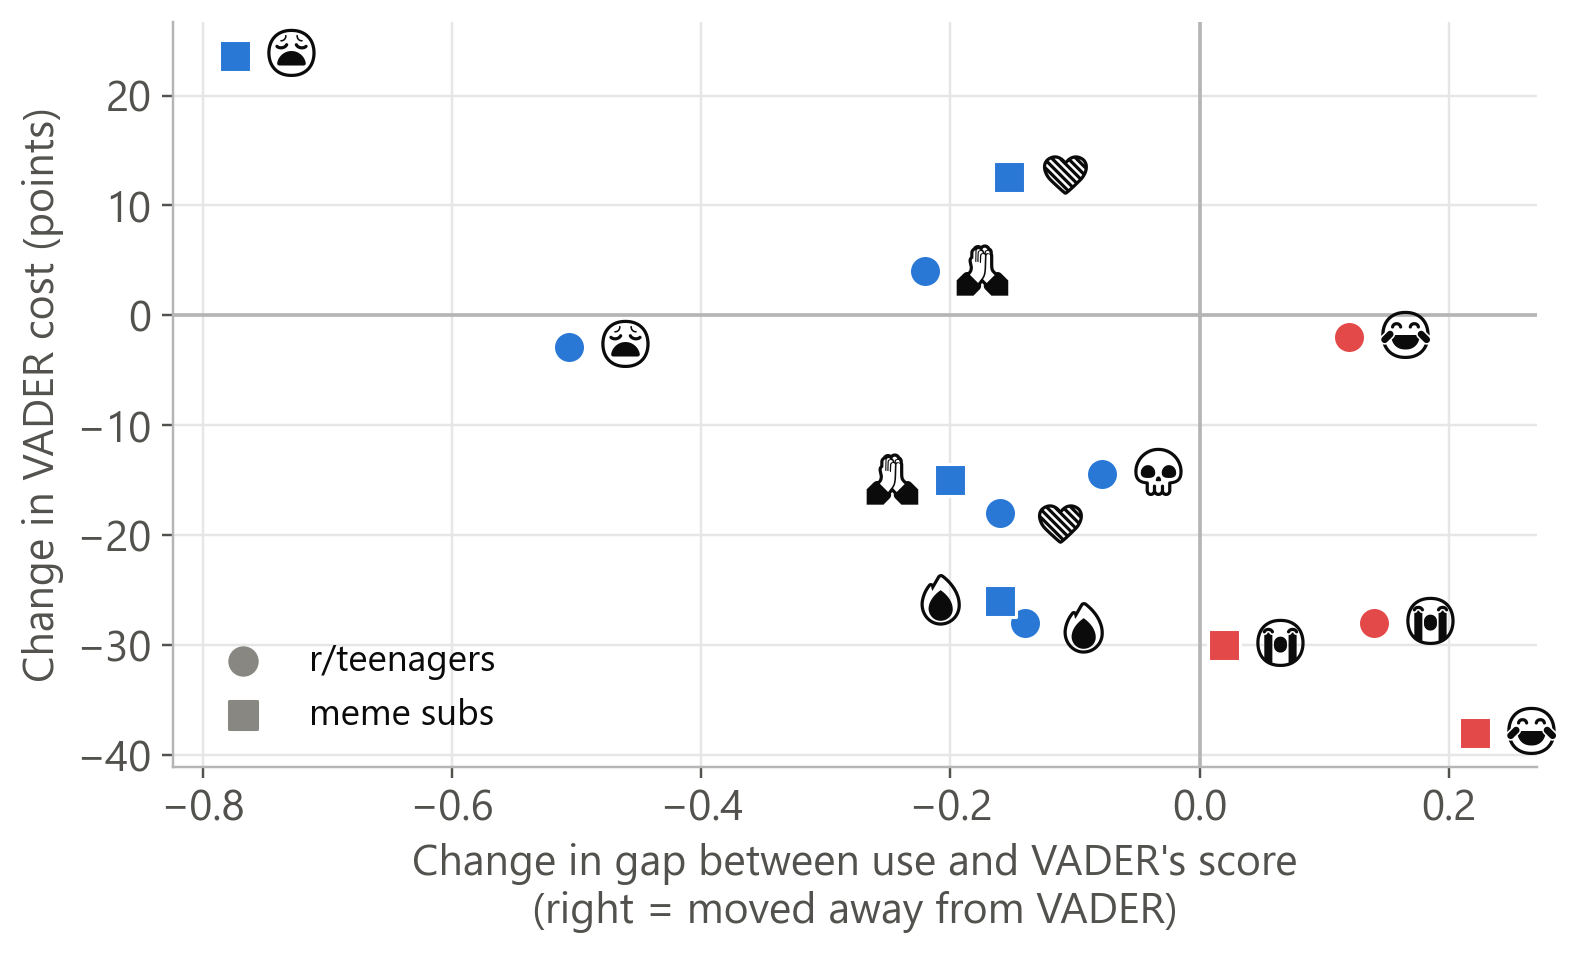 Change in VADER cost (points)
20
10
0
−10
−20
−30
−40
r/teenagers
meme subs
−0.8
−0.6
−0.4
−0.2
0.0
0.2
Change in gap between use and VADER's score
(right = moved away from VADER)